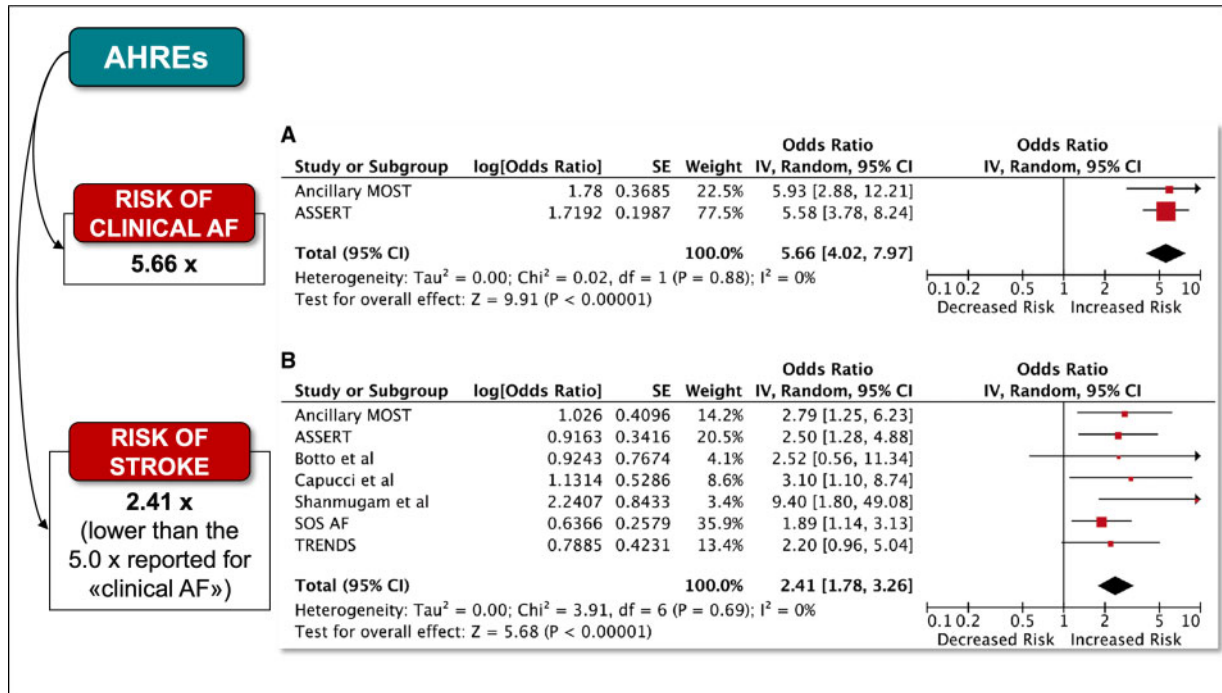 AHREs
RISK OF
CLINICAL AF
5.66 x
RISK OF
STROKE
2.41 x
(lower than the
5.0 x reported for
«clinical AF»)
A
Odds Ratio Odds Ratio
Study or Subgroup log[Odds Ratio] SE Weight IV, Random, 95% CI IV, Random, 95% CI
Ancillary MOST 1.78 0.3685 22.5% 5.93 [2.88, 12.21]
ASSERT 1.7192 0.1987 77.5% 5.58 [3.78, 8.24]
Total (95% CI) 100.0% 5.66 [4.02, 7.97]
Heterogeneity: Tau² = 0.00; Chi² = 0.02, df = 1 (P = 0.88); I² = 0%
Test for overall effect: Z = 9.91 (P < 0.00001)
0.1 0.2 0.5 1 2 5 10
Decreased Risk Increased Risk
B
Odds Ratio Odds Ratio
Study or Subgroup log[Odds Ratio] SE Weight IV, Random, 95% CI IV, Random, 95% CI
Ancillary MOST 1.026 0.4096 14.2% 2.79 [1.25, 6.23]
ASSERT 0.9163 0.3416 20.5% 2.50 [1.28, 4.88]
Botto et al 0.9243 0.7674 4.1% 2.52 [0.56, 11.34]
Capucci et al 1.1314 0.5286 8.6% 3.10 [1.10, 8.74]
Shanmugam et al 2.2407 0.8433 3.4% 9.40 [1.80, 49.08]
SOS AF 0.6366 0.2579 35.9% 1.89 [1.14, 3.13]
TRENDS 0.7885 0.4231 13.4% 2.20 [0.96, 5.04]
Total (95% CI) 100.0% 2.41 [1.78, 3.26]
Heterogeneity: Tau² = 0.00; Chi² = 3.91, df = 6 (P = 0.69); I² = 0%
Test for overall effect: Z = 5.68 (P < 0.00001)
0.1 0.2 0.5 1 2 5 10
Decreased Risk Increased Risk